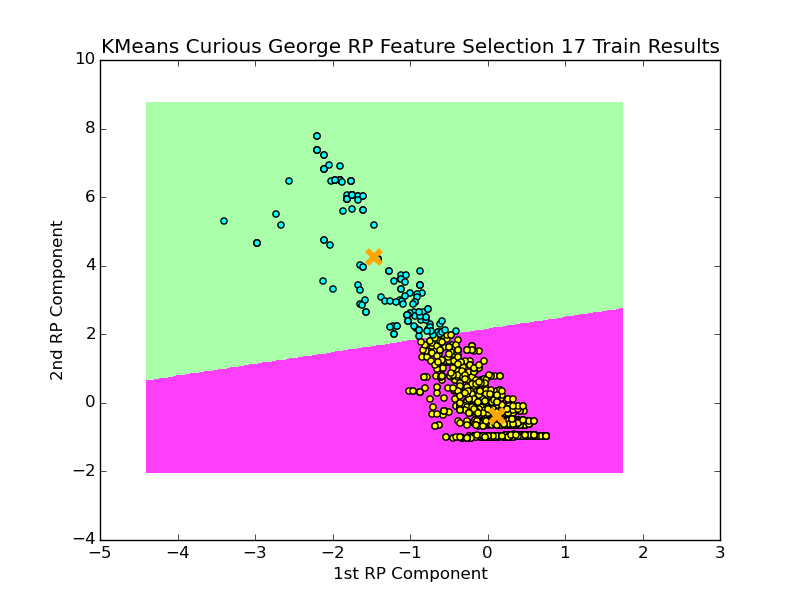 KMeans Curious George RP Feature Selection 17 Train Results
10
8
6
4
2
0
−2
−4
2nd RP Component
−5 −4 −3 −2 −1 0 1 2 3
1st RP Component